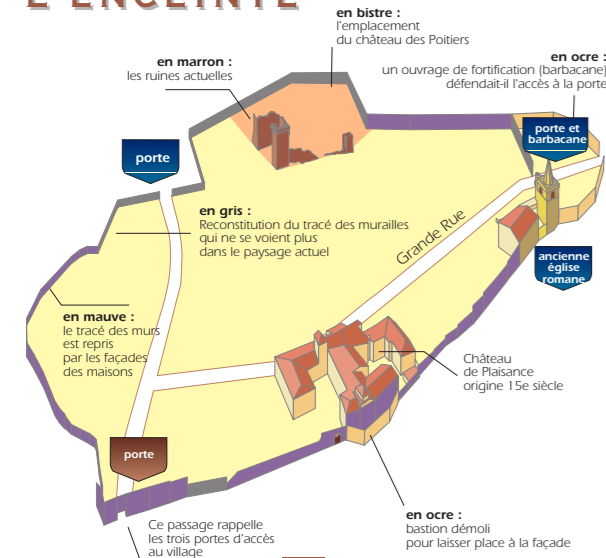 L'ENCEINTE
en bistre :
l'emplacement
du château des Poitiers
en marron :
les ruines actuelles
en ocre :
un ouvrage de fortification (barbacane)
défendait-il l'accès à la porte
porte et
barbacane
porte
en gris :
Reconstitution du tracé des murailles
qui ne se voient plus
dans le paysage actuel
Grande Rue
ancienne
église
romane
en mauve :
le tracé des murs
est repris
par les façades
des maisons
Château
de Plaisance
origine 15e siècle
porte
en ocre :
bastion démoli
pour laisser place à la façade
Ce passage rappelle
les trois portes d'accès
au village